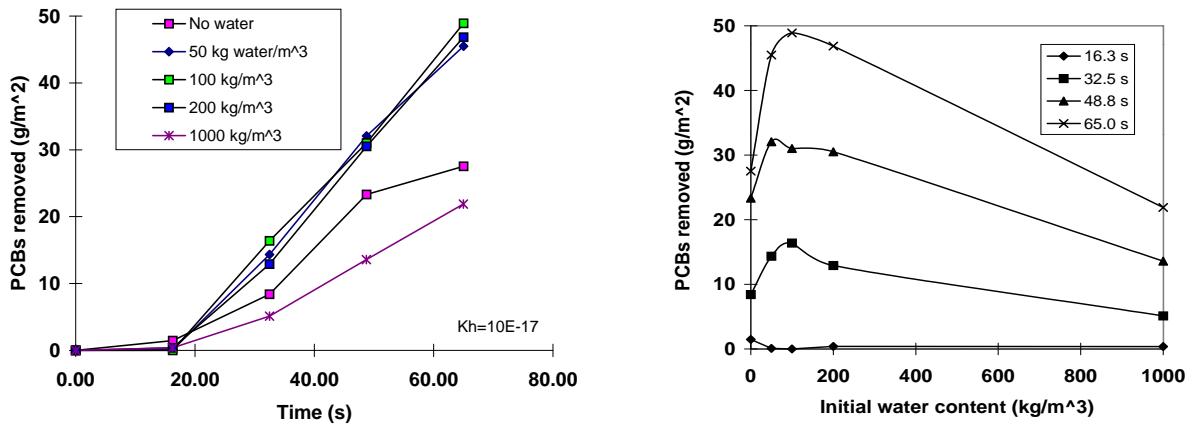 PCBs removed (g/m^2)
50
40
30
20
10
0
0.00
20.00
40.00
60.00
80.00
Time (s)
No water
50 kg water/m^3
100 kg/m^3
200 kg/m^3
1000 kg/m^3
Kh=10E-17
PCBs removed (g/m^2)
50
40
30
20
10
0
0
200
400
600
800
1000
Initial water content (kg/m^3)
16.3 s
32.5 s
48.8 s
65.0 s